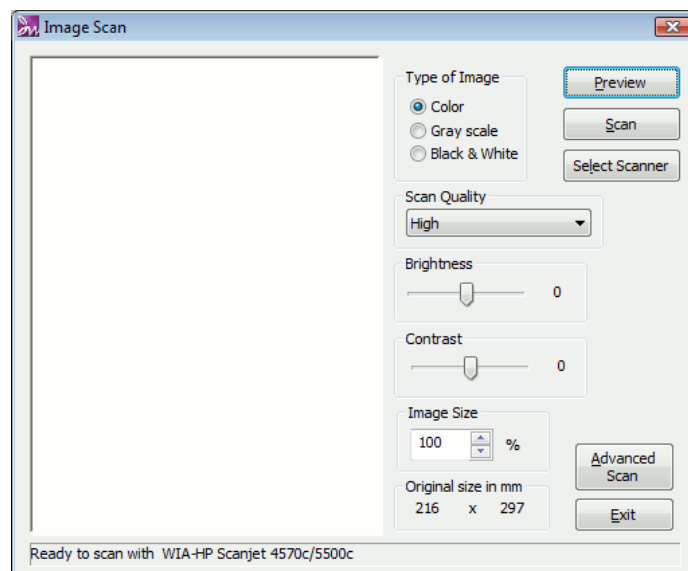 Image Scan
Type of Image
Color
Gray scale
Black & White
Preview
Scan
Select Scanner
Scan Quality
High
Brightness
0
Contrast
0
Image Size
100 %
Original size in mm
216 x 297
Advanced
Scan
Exit
Ready to scan with WIA-HP Scanjet 4570c/5500c